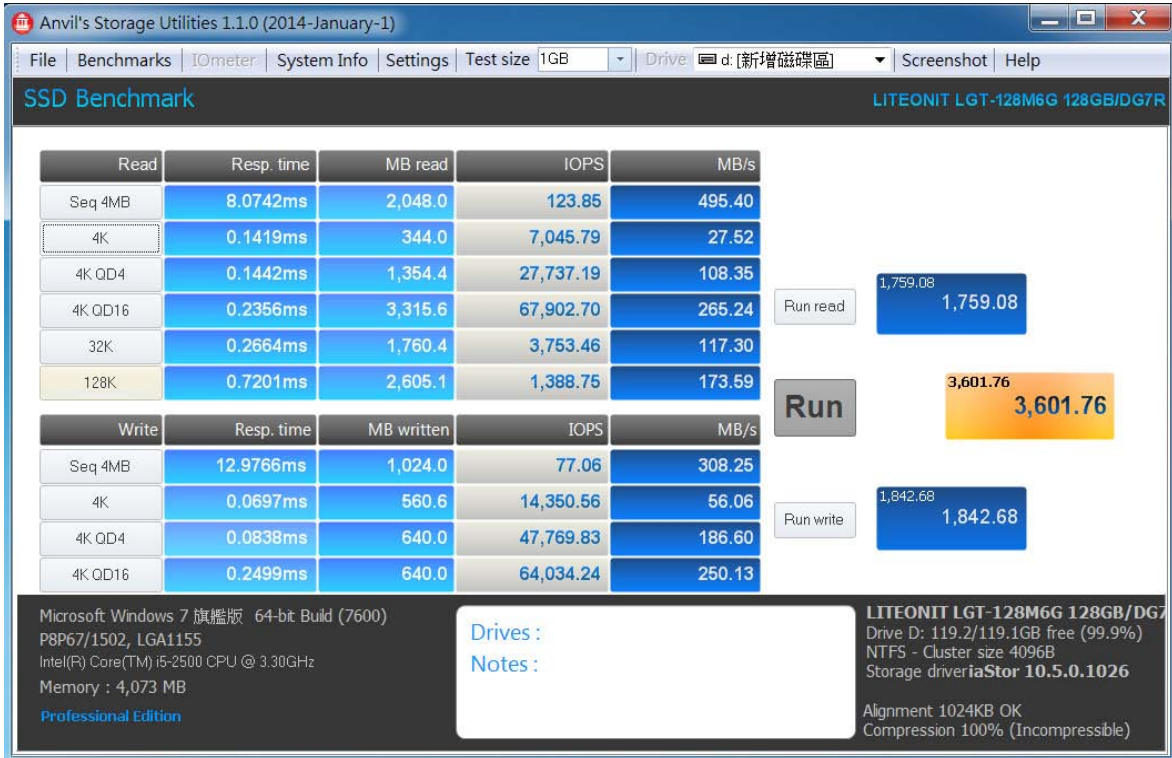 Anvil's Storage Utilities 1.1.0 (2014-January-1)
File Benchmarks IOmeter System Info Settings Test size 1GB Drive d: [新增磁碟區] Screenshot Help
SSD Benchmark
LITEONIT LGT-128M6G 128GB/DG7R
Read Resp. time MB read IOPS MB/s
Seq 4MB 8.0742ms 2,048.0 123.85 495.40
4K 0.1419ms 344.0 7,045.79 27.52
4K QD4 0.1442ms 1,354.4 27,737.19 108.35
4K QD16 0.2356ms 3,315.6 67,902.70 265.24
32K 0.2664ms 1,760.4 3,753.46 117.30
128K 0.7201ms 2,605.1 1,388.75 173.59
Run read
1,759.08
1,759.08
Run
3,601.76
3,601.76
Write Resp. time MB written IOPS MB/s
Seq 4MB 12.9766ms 1,024.0 77.06 308.25
4K 0.0697ms 560.6 14,350.56 56.06
4K QD4 0.0838ms 640.0 47,769.83 186.60
4K QD16 0.2499ms 640.0 64,034.24 250.13
Run write
1,842.68
1,842.68
Microsoft Windows 7 旗艦版 64-bit Build (7600)
P8P67/1502, LGA1155
Intel(R) Core(TM) i5-2500 CPU @ 3.30GHz
Memory : 4,073 MB
Professional Edition
Drives :
Notes :
LITEONIT LGT-128M6G 128GB/DG7
Drive D: 119.2/119.1GB free (99.9%)
NTFS - Cluster size 4096B
Storage driveriaStor 10.5.0.1026
Alignment 1024KB OK
Compression 100% (Incompressible)